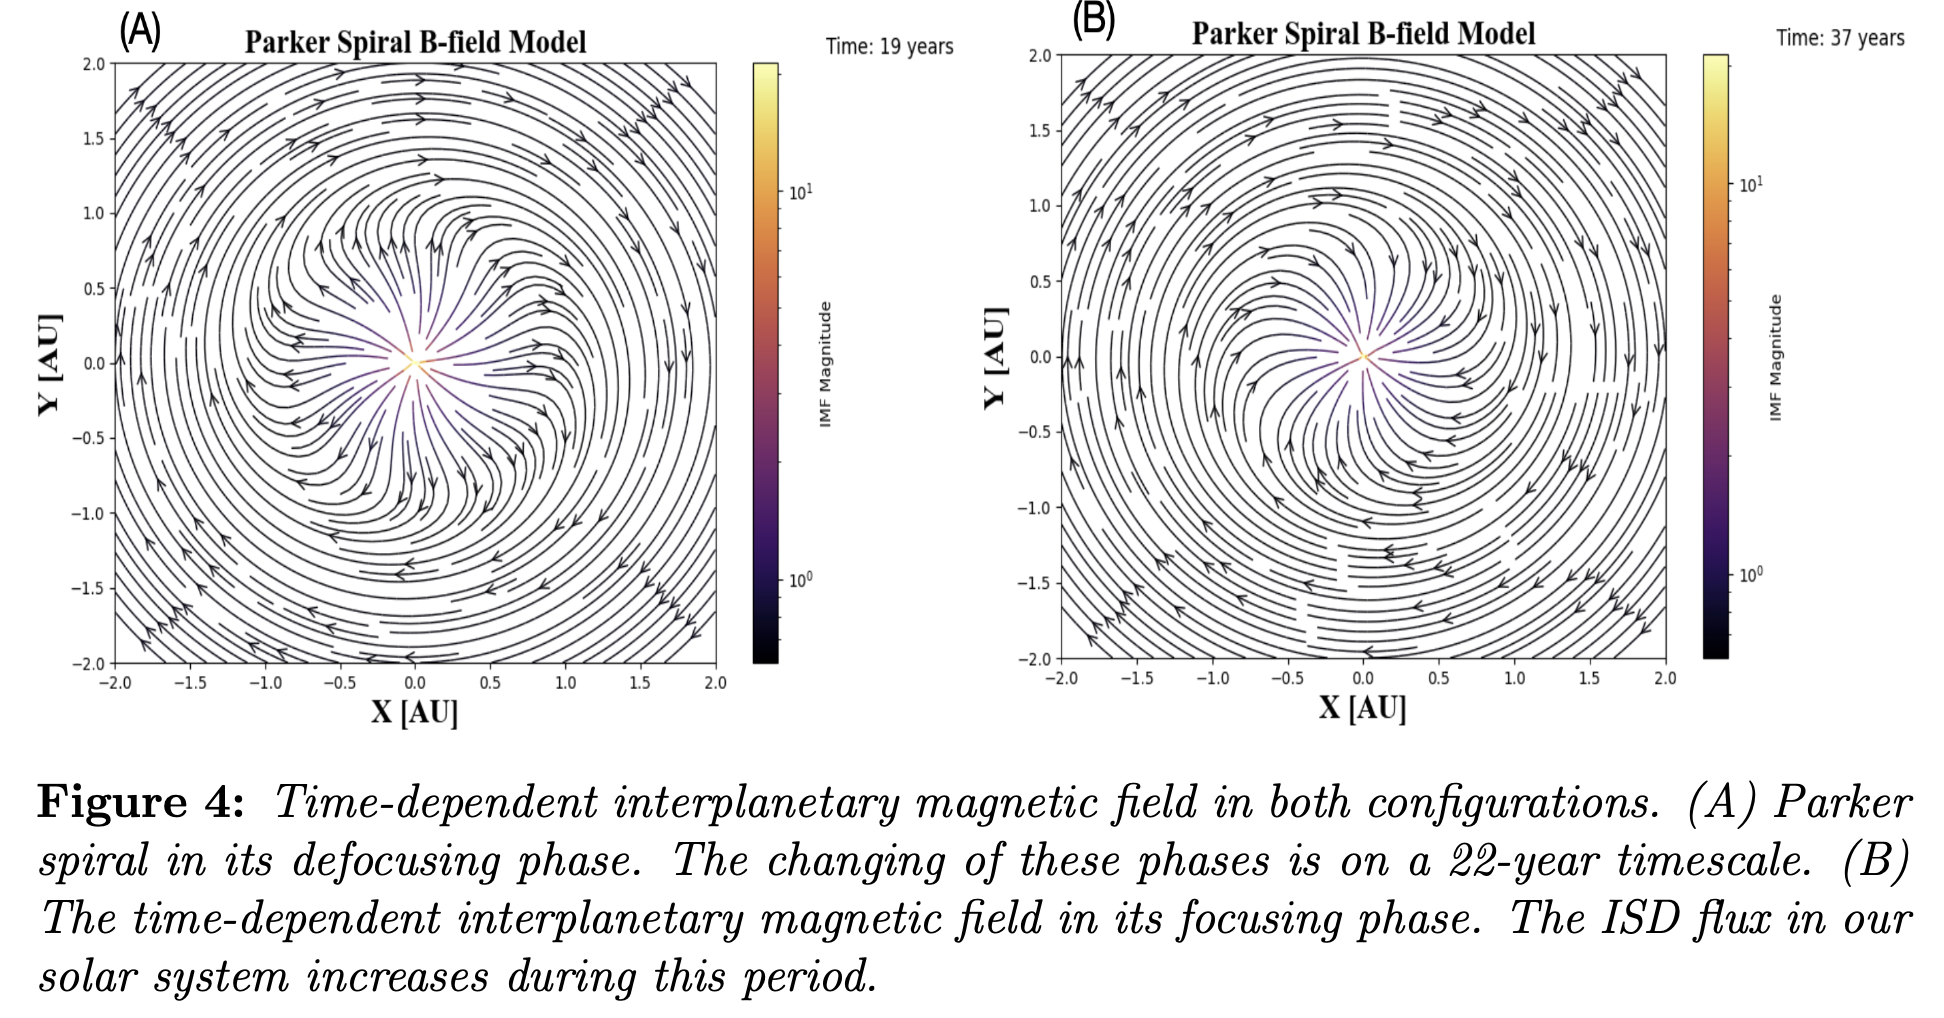 (A)
Parker Spiral B-field Model
Time: 19 years
2.0
1.5
1.0
0.5
0.0
−0.5
−1.0
−1.5
−2.0
Y [AU]
−2.0 −1.5 −1.0 −0.5 0.0 0.5 1.0 1.5 2.0
X [AU]
10¹
10⁰
IMF Magnitude
(B)
Parker Spiral B-field Model
Time: 37 years
2.0
1.5
1.0
0.5
0.0
−0.5
−1.0
−1.5
−2.0
Y [AU]
−2.0 −1.5 −1.0 −0.5 0.0 0.5 1.0 1.5 2.0
X [AU]
10¹
10⁰
IMF Magnitude
Figure 4: Time-dependent interplanetary magnetic field in both configurations. (A) Parker
spiral in its defocusing phase. The changing of these phases is on a 22-year timescale. (B)
The time-dependent interplanetary magnetic field in its focusing phase. The ISD flux in our
solar system increases during this period.